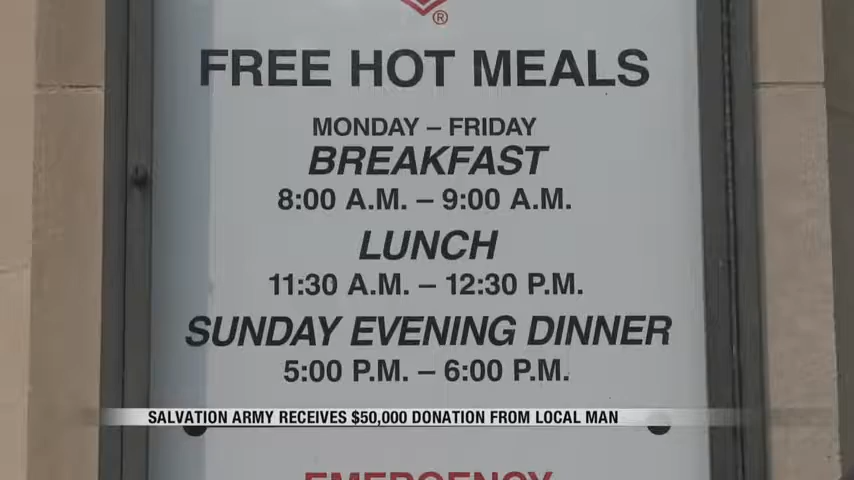 ®
FREE HOT MEALS
MONDAY – FRIDAY
BREAKFAST
8:00 A.M. – 9:00 A.M.
LUNCH
11:30 A.M. – 12:30 P.M.
SUNDAY EVENING DINNER
5:00 P.M. – 6:00 P.M.
SALVATION ARMY RECEIVES $50,000 DONATION FROM LOCAL MAN
EMERGENCY